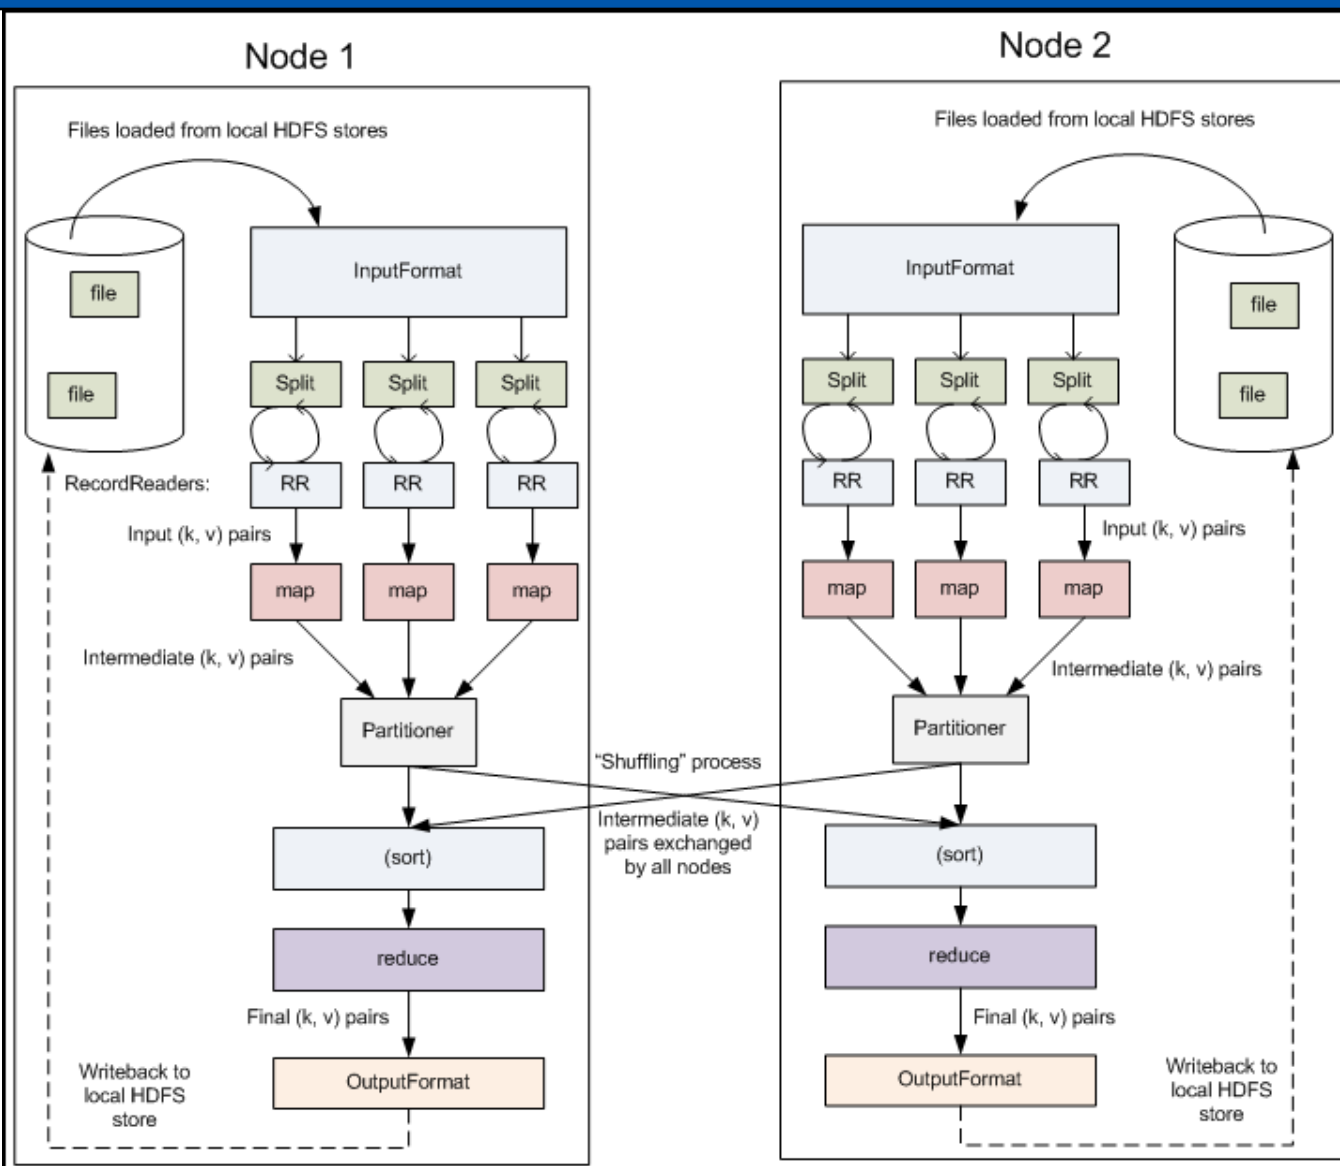 Node 1
Files loaded from local HDFS stores
InputFormat
file
file
Split Split Split
RecordReaders:
RR RR RR
Input (k, v) pairs
map map map
Intermediate (k, v) pairs
Partitioner
(sort)
reduce
Final (k, v) pairs
OutputFormat
Writeback to
local HDFS
store
"Shuffling" process
Intermediate (k, v)
pairs exchanged
by all nodes
Node 2
Files loaded from local HDFS stores
InputFormat
file
file
Split Split Split
RR RR RR
Input (k, v) pairs
map map map
Intermediate (k, v) pairs
Partitioner
(sort)
reduce
Final (k, v) pairs
OutputFormat
Writeback to
local HDFS
store